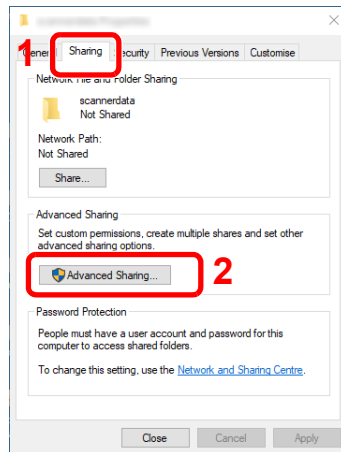 1
General Sharing Security Previous Versions Customise
Network File and Folder Sharing
scannerdata
Not Shared
Network Path:
Not Shared
Share...
Advanced Sharing
Set custom permissions, create multiple shares and set other
advanced sharing options.
Advanced Sharing...
2
Password Protection
People must have a user account and password for this
computer to access shared folders.
To change this setting, use the Network and Sharing Centre.
Close Cancel Apply